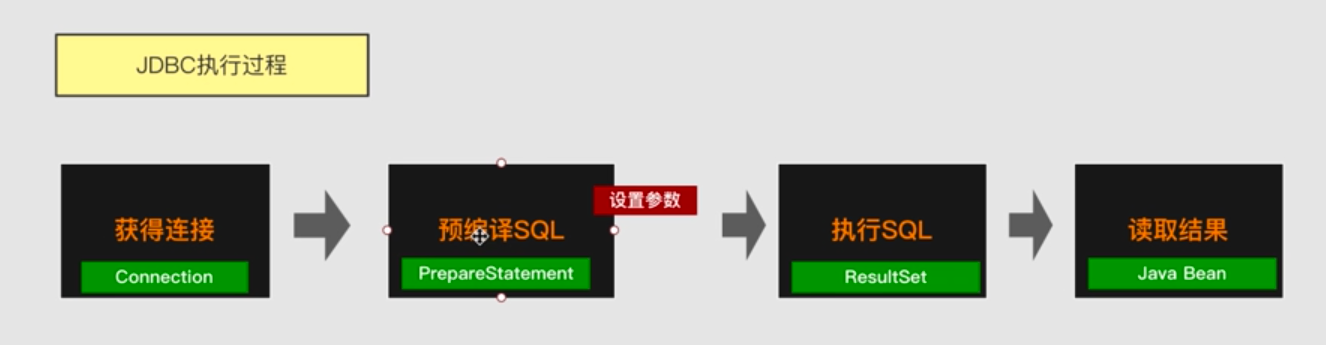 JDBC执行过程
获得连接
Connection
预编译SQL
PrepareStatement
设置参数
执行SQL
ResultSet
读取结果
Java Bean